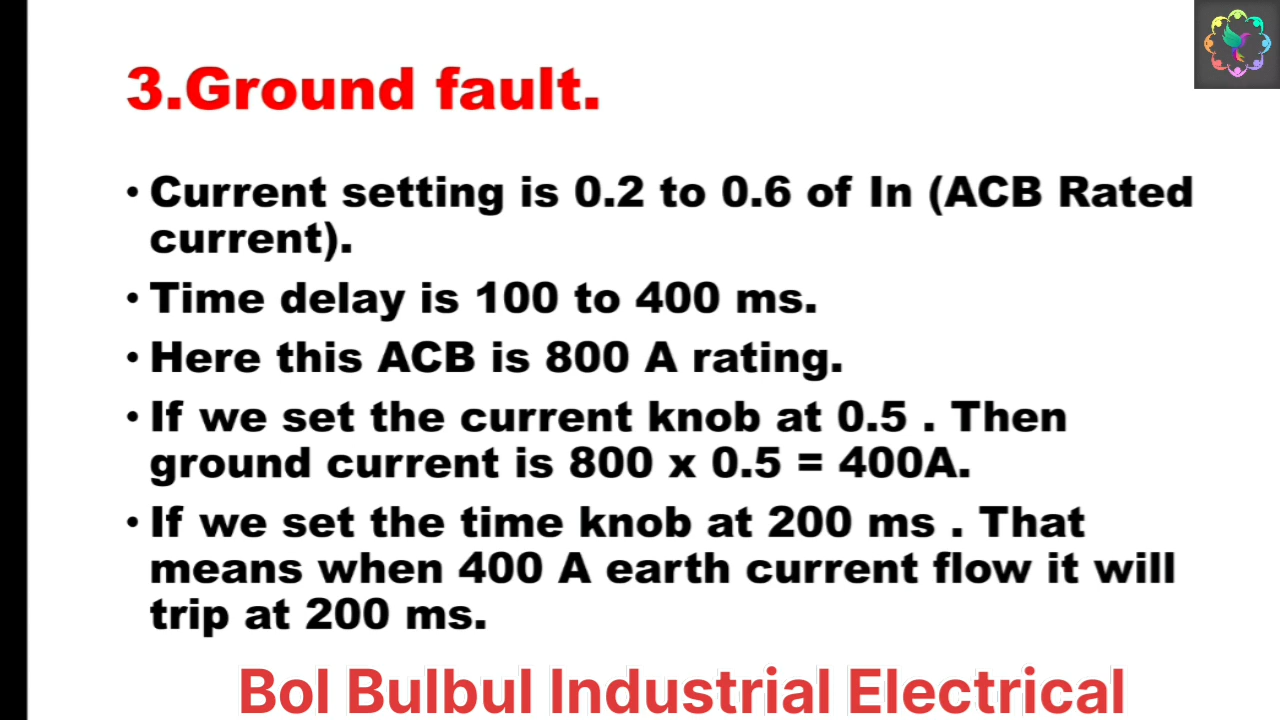 3.Ground fault.
• Current setting is 0.2 to 0.6 of In (ACB Rated
current).
• Time delay is 100 to 400 ms.
• Here this ACB is 800 A rating.
• If we set the current knob at 0.5 . Then
ground current is 800 x 0.5 = 400A.
• If we set the time knob at 200 ms . That
means when 400 A earth current flow it will
trip at 200 ms.
Bol Bulbul Industrial Electrical